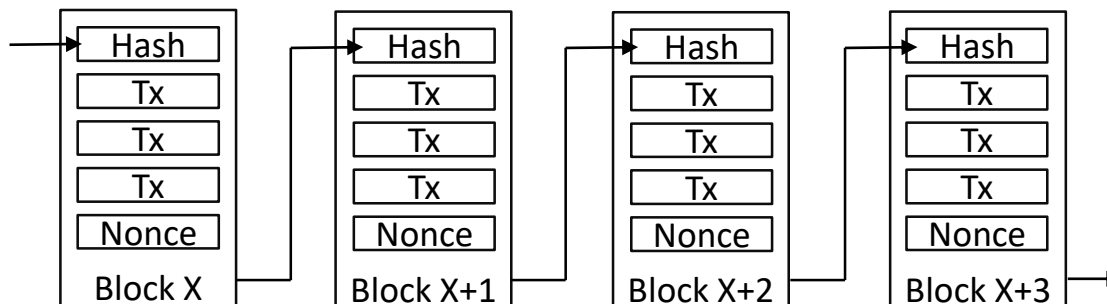 Hash
Tx
Tx
Tx
Nonce
Block X
Hash
Tx
Tx
Tx
Nonce
Block X+1
Hash
Tx
Tx
Tx
Nonce
Block X+2
Hash
Tx
Tx
Tx
Nonce
Block X+3